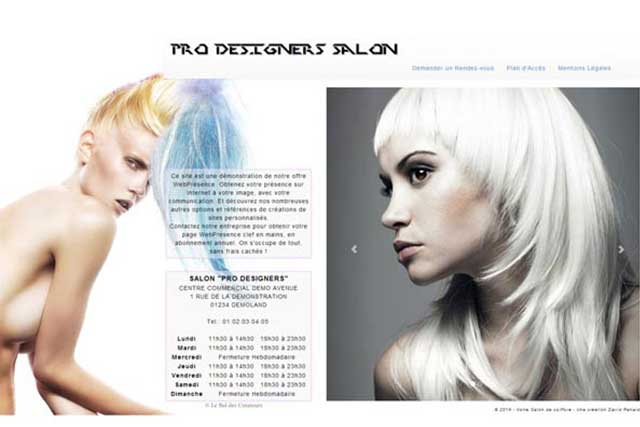 PRO DESIGNERS SALON
Demander un Rendez-vous Plan d'Accès Mentions Légales
Ce site est une démonstration de notre offre
WebPrésence. Obtenez votre présence sur
internet à votre image, avec votre
communication. Et découvrez nos nombreuses
autres options et références de créations de
sites personnalisés.
Contactez notre entreprise pour obtenir votre
page WebPrésence clef en mains, en
abonnement annuel. On s'occupe de tout,
sans frais cachés !
SALON "PRO DESIGNERS"
CENTRE COMMERCIAL DEMO AVENUE
1 RUE DE LA DEMONSTRATION
01234 DEMOLAND
Tel.: 01 02 03 04 05
Lundi 11h30 à 14h30 18h30 à 23h30
Mardi 11h30 à 14h30 18h30 à 23h30
Mercredi Fermeture Hebdomadaire
Jeudi 11h30 à 14h30 18h30 à 23h30
Vendredi 11h30 à 14h30 18h30 à 23h30
Samedi 11h30 à 14h30 18h30 à 23h30
Dimanche Fermeture Hebdomadaire
© Le Bal des Createurs
© 2014 - Votre Salon de coiffure - Une création David Renard